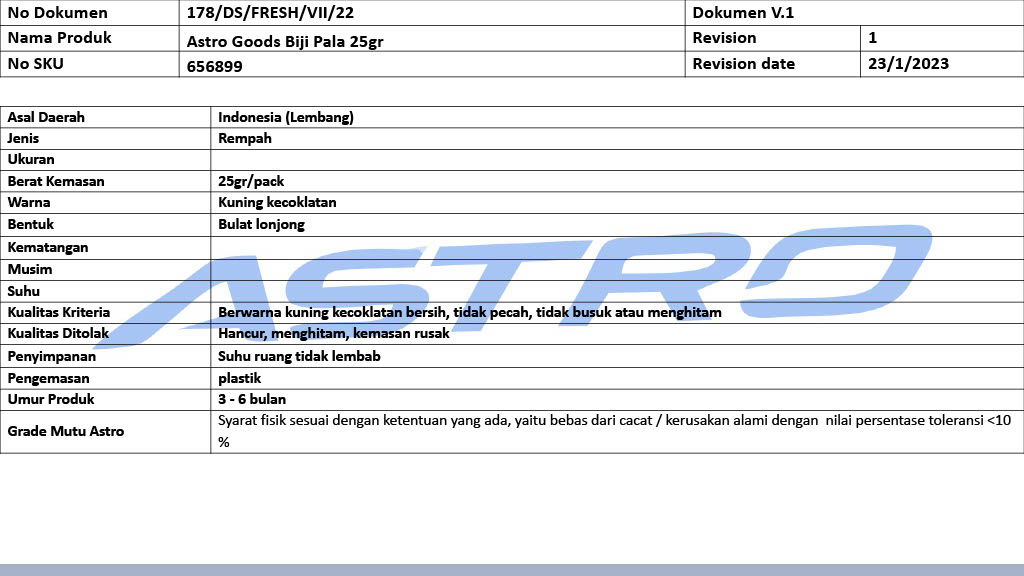 No Dokumen 178/DS/FRESH/VII/22 Dokumen V.1
Nama Produk Astro Goods Biji Pala 25gr Revision 1
No SKU 656899 Revision date 23/1/2023
Asal Daerah Indonesia (Lembang)
Jenis Rempah
Ukuran
Berat Kemasan 25gr/pack
Warna Kuning kecoklatan
Bentuk Bulat lonjong
Kematangan
Musim
Suhu
ASTRO
Kualitas Kriteria Berwarna kuning kecoklatan bersih, tidak pecah, tidak busuk atau menghitam
Kualitas Ditolak Hancur, menghitam, kemasan rusak
Penyimpanan Suhu ruang tidak lembab
Pengemasan plastik
Umur Produk 3 - 6 bulan
Grade Mutu Astro Syarat fisik sesuai dengan ketentuan yang ada, yaitu bebas dari cacat / kerusakan alami dengan  nilai persentase toleransi <10
%